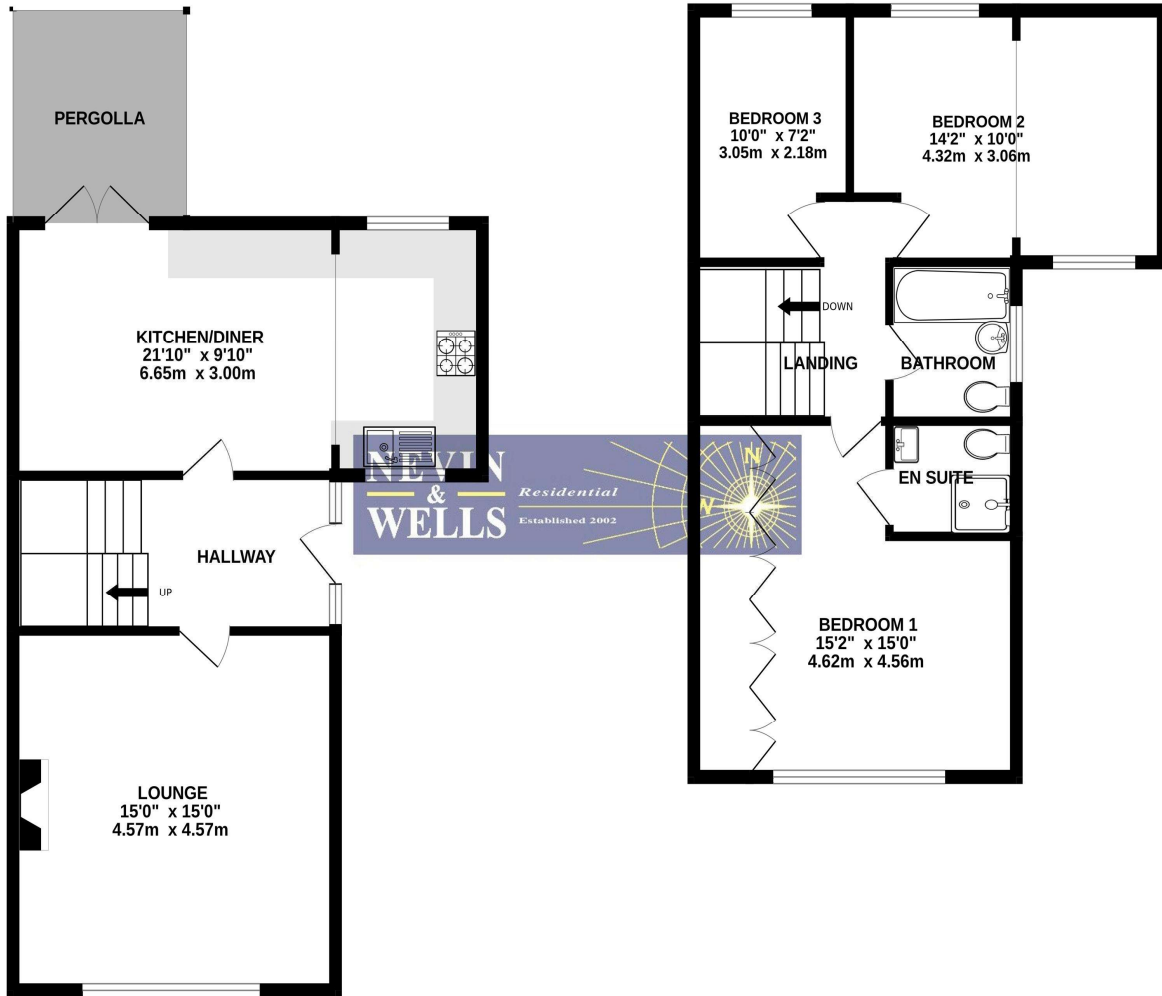 PERGOLLA
KITCHEN/DINER
21'10" x 9'10"
6.65m x 3.00m
HALLWAY
UP
LOUNGE
15'0" x 15'0"
4.57m x 4.57m
BEDROOM 3
10'0" x 7'2"
3.05m x 2.18m
BEDROOM 2
14'2" x 10'0"
4.32m x 3.06m
DOWN
LANDING
BATHROOM
EN SUITE
BEDROOM 1
15'2" x 15'0"
4.62m x 4.56m
NEVIN
&
WELLS
Residential
Established 2002
N
W